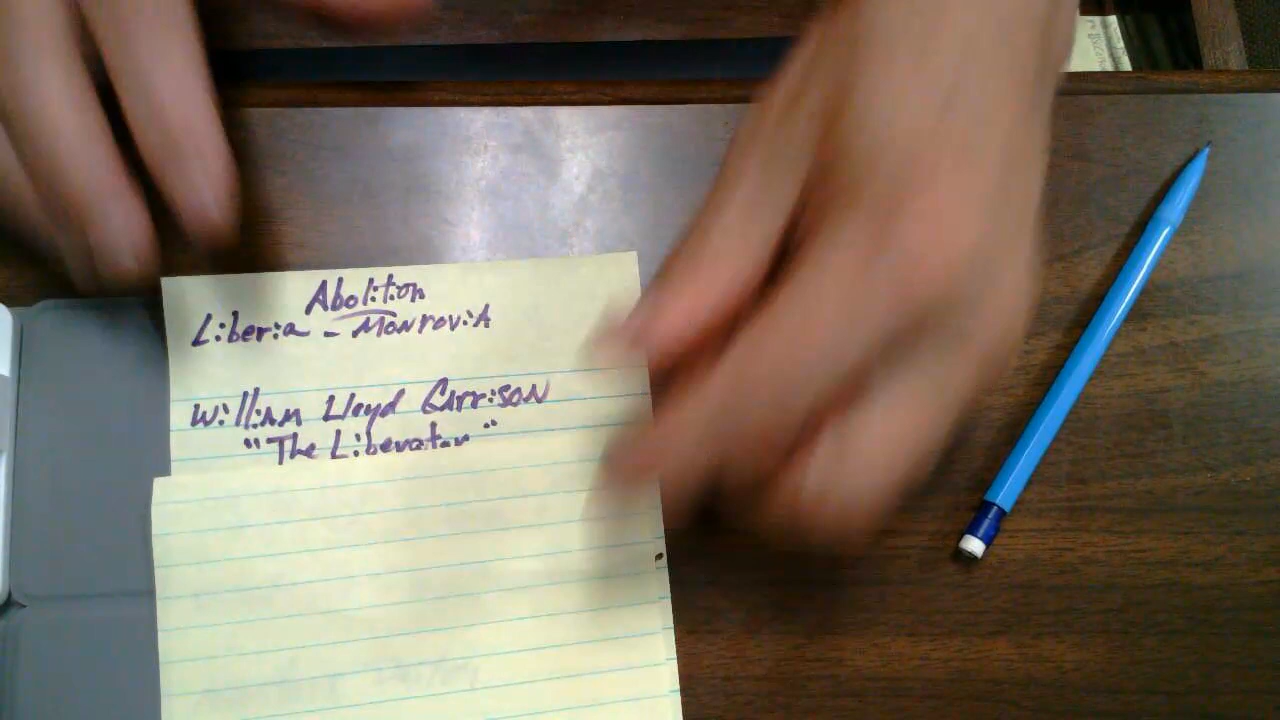 Abolition
Liberia - Monrovia
William Lloyd Garrison
"The Liberator"